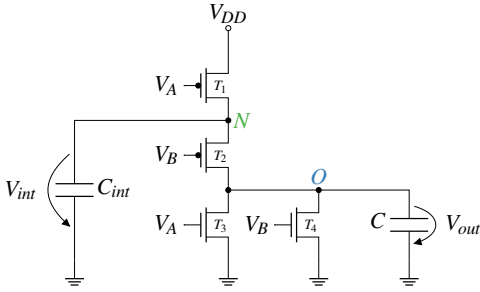 V_DD
V_A T_1
N
V_B T_2
V_int C_int
O
V_A T_3 V_B T_4 C V_out